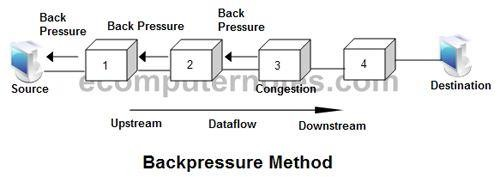 Back
Pressure
Back Pressure
Back
Pressure
1
2
3
4
ecomputernotes.com
Source
Congestion
Destination
Upstream
Dataflow
Downstream
Backpressure Method